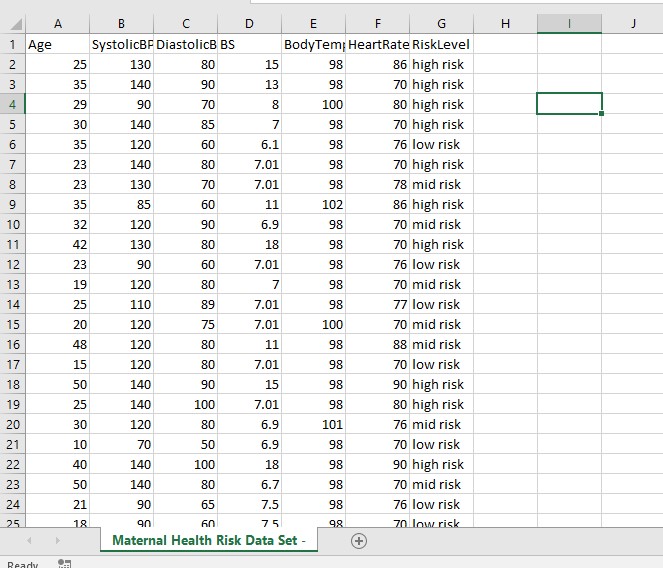 A B C D E F G H I J
1 Age SystolicBP DiastolicB BS BodyTemp HeartRate RiskLevel
2 25 130 80 15 98 86 high risk
3 35 140 90 13 98 70 high risk
4 29 90 70 8 100 80 high risk
5 30 140 85 7 98 70 high risk
6 35 120 60 6.1 98 76 low risk
7 23 140 80 7.01 98 70 high risk
8 23 130 70 7.01 98 78 mid risk
9 35 85 60 11 102 86 high risk
10 32 120 90 6.9 98 70 mid risk
11 42 130 80 18 98 70 high risk
12 23 90 60 7.01 98 76 low risk
13 19 120 80 7 98 70 mid risk
14 25 110 89 7.01 98 77 low risk
15 20 120 75 7.01 100 70 mid risk
16 48 120 80 11 98 88 mid risk
17 15 120 80 7.01 98 70 low risk
18 50 140 90 15 98 90 high risk
19 25 140 100 7.01 98 80 high risk
20 30 120 80 6.9 101 76 mid risk
21 10 70 50 6.9 98 70 low risk
22 40 140 100 18 98 90 high risk
23 50 140 80 6.7 98 70 mid risk
24 21 90 65 7.5 98 76 low risk
25 18 90 60 7.5 98 70 low risk
Maternal Health Risk Data Set -
Ready